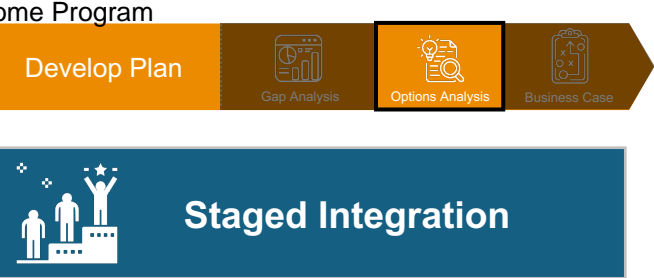 ome Program
Develop Plan
Gap Analysis
Options Analysis
Business Case
Staged Integration